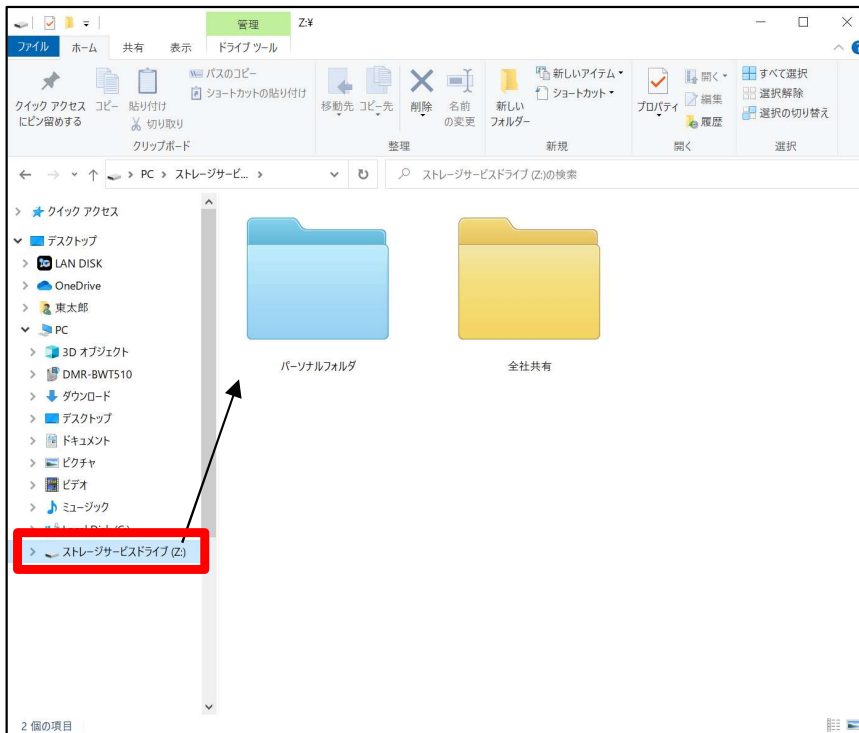 管理 Z:¥
ファイル ホーム 共有 表示 ドライブ ツール
クイック アクセス
にピン留めする
コピー
貼り付け
パスのコピー
ショートカットの貼り付け
切り取り
クリップボード
移動先 コピー先
削除
名前
の変更
整理
新しい
フォルダー
新しいアイテム
ショートカット
新規
プロパティ
開く
編集
履歴
開く
すべて選択
選択解除
選択の切り替え
選択
PC ストレージサービ...
ストレージサービスドライブ (Z:)の検索
クイック アクセス
デスクトップ
LAN DISK
OneDrive
東太郎
PC
3D オブジェクト
DMR-BWT510
ダウンロード
デスクトップ
ドキュメント
ピクチャ
ビデオ
ミュージック
ストレージサービスドライブ (Z:)
パーソナルフォルダ
全社共有
2 個の項目